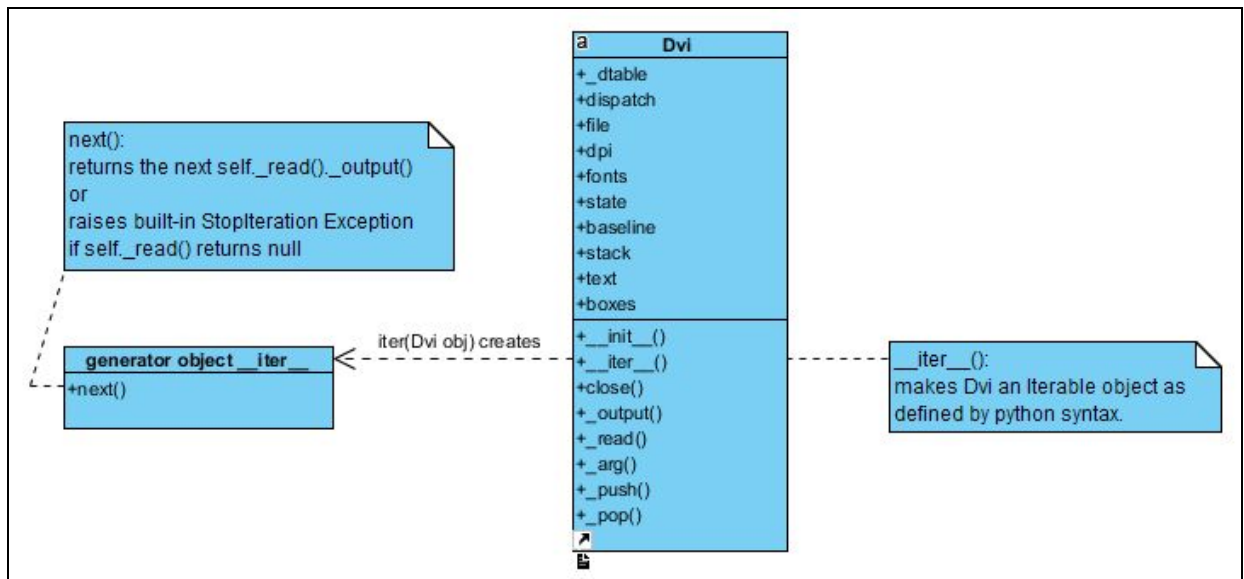 a
Dvi
+_dtable
+dispatch
+file
+dpi
+fonts
+state
+baseline
+stack
+text
+boxes
+__init__()
+__iter__()
+close()
+_output()
+_read()
+_arg()
+_push()
+_pop()
next():
returns the next self._read()._output()
or
raises built-in StopIteration Exception
if self._read() returns null
iter(Dvi obj) creates
generator object __iter__
+next()
__iter__():
makes Dvi an Iterable object as
defined by python syntax.